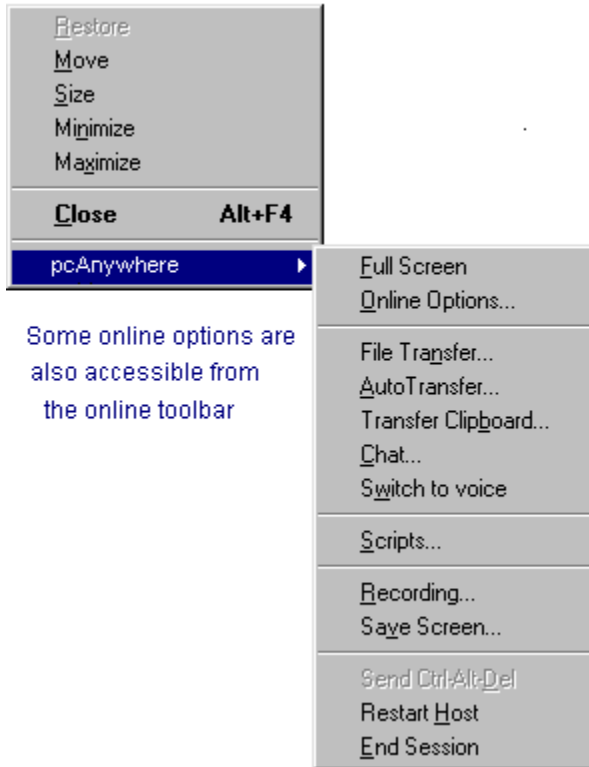 Restore
Move
Size
Minimize
Maximize
Close Alt+F4
pcAnywhere
Some online options are
also accessible from
the online toolbar
Full Screen
Online Options...
File Transfer...
AutoTransfer...
Transfer Clipboard...
Chat...
Switch to voice
Scripts...
Recording...
Save Screen...
Send Ctrl-Alt-Del
Restart Host
End Session